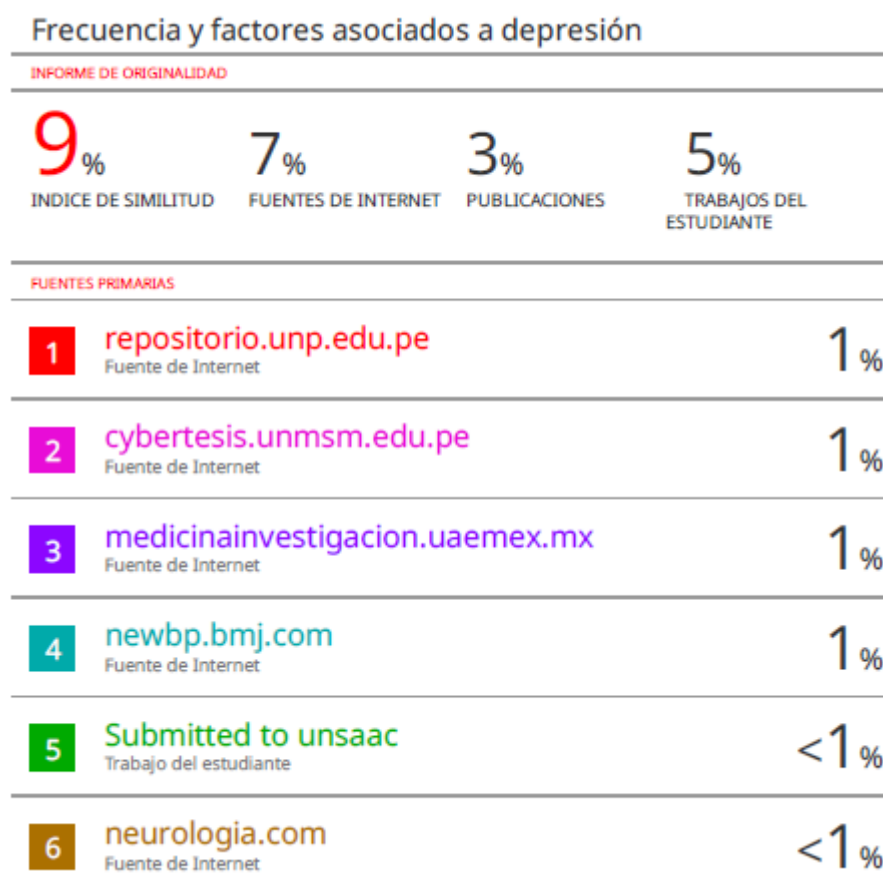 Frecuencia y factores asociados a depresión
INFORME DE ORIGINALIDAD
9% 7% 3% 5%
INDICE DE SIMILITUD FUENTES DE INTERNET PUBLICACIONES TRABAJOS DEL
ESTUDIANTE
FUENTES PRIMARIAS
1 repositorio.unp.edu.pe 1%
Fuente de Internet
2 cybertesis.unmsm.edu.pe 1%
Fuente de Internet
3 medicinainvestigacion.uaemex.mx 1%
Fuente de Internet
4 newbp.bmj.com 1%
Fuente de Internet
5 Submitted to unsaac <1%
Trabajo del estudiante
6 neurologia.com <1%
Fuente de Internet